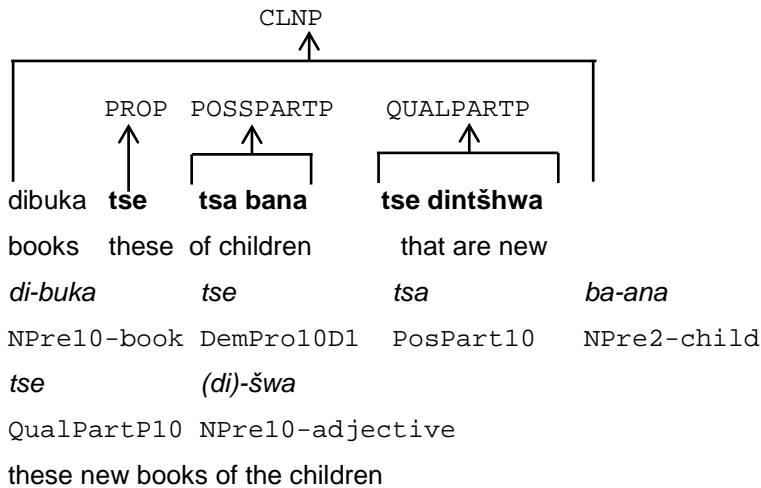 CLNP
PROP POSSPARTP QUALPARTP
dibuka tse tsa bana tse dintšhwa
books these of children that are new
di-buka tse tsa ba-ana
NPre10-book DemPro10D1 PosPart10 NPre2-child
tse (di)-šwa
QualPartP10 NPre10-adjective
these new books of the children